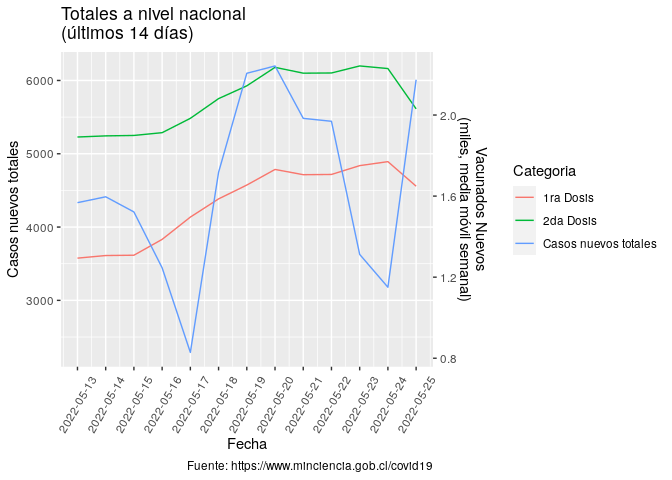 Totales a nivel nacional
(últimos 14 días)
Casos nuevos totales
6000
5000
4000
3000
2.0
1.6
1.2
0.8
Vacunados Nuevos
(miles, media móvil semanal)
2022-05-13
2022-05-14
2022-05-15
2022-05-16
2022-05-17
2022-05-18
2022-05-19
2022-05-20
2022-05-21
2022-05-22
2022-05-23
2022-05-24
2022-05-25
Fecha
Categoria
1ra Dosis
2da Dosis
Casos nuevos totales
Fuente: https://www.minciencia.gob.cl/covid19